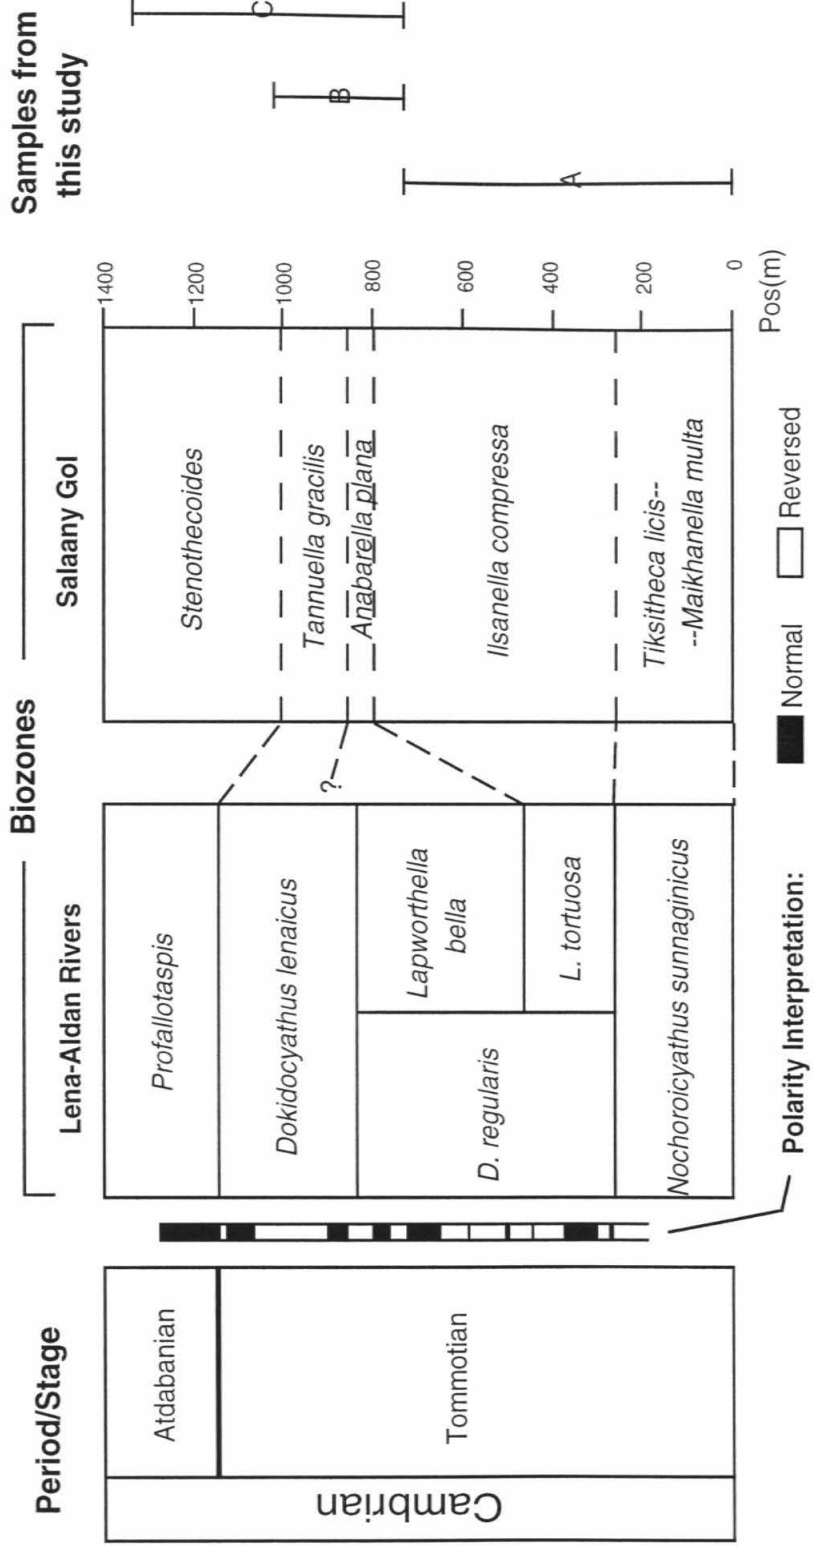 Period/Stage
Biozones
Samples from
this study
Lena-Aldan Rivers
Salaany Gol
Cambrian
Atdabanian
Tommotian
Profallotaspis
Dokidocyathus lenaicus
D. regularis
Lapworthella
bella
L. tortuosa
Nochoroicyathus sunnaginicus
?
Stenothecoides
Tannuella gracilis
Anabarella plana
Ilsanella compressa
Tiksitheca licis--
--Maikhanella multa
1400
1200
1000
800
600
400
200
0
Pos(m)
A
B
C
Polarity Interpretation:
Normal
Reversed